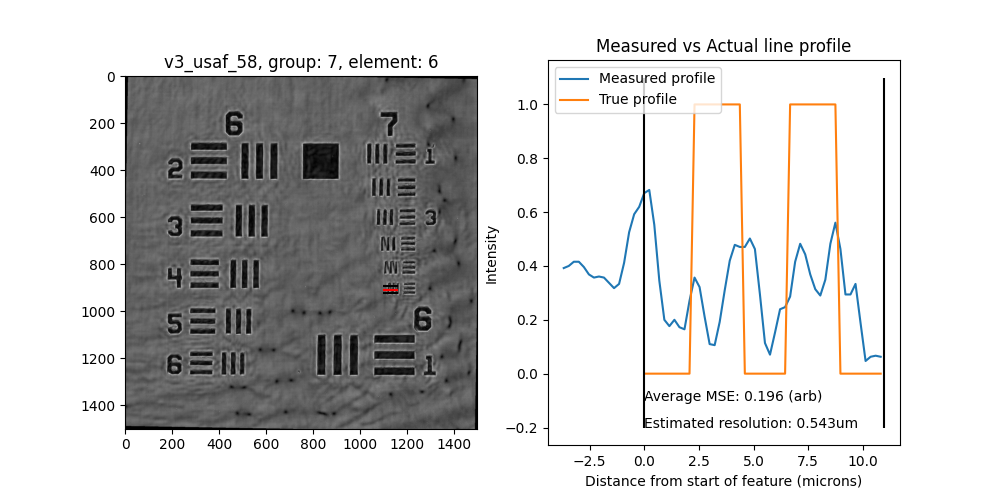 v3_usaf_58, group: 7, element: 6
0
200
400
600
800
1000
1200
1400
0 200 400 600 800 1000 1200 1400
6 7
2 1
3 3
4
5
6
6
1
Measured vs Actual line profile
Measured profile
True profile
Intensity
1.0
0.8
0.6
0.4
0.2
0.0
−0.2
Average MSE: 0.196 (arb)
Estimated resolution: 0.543um
−2.5 0.0 2.5 5.0 7.5 10.0
Distance from start of feature (microns)